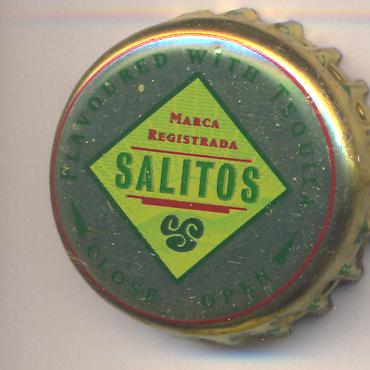 FLAVOURED WITH TEQUILA
MARCA
REGISTRADA
SALITOS
CLOSE · OPEN